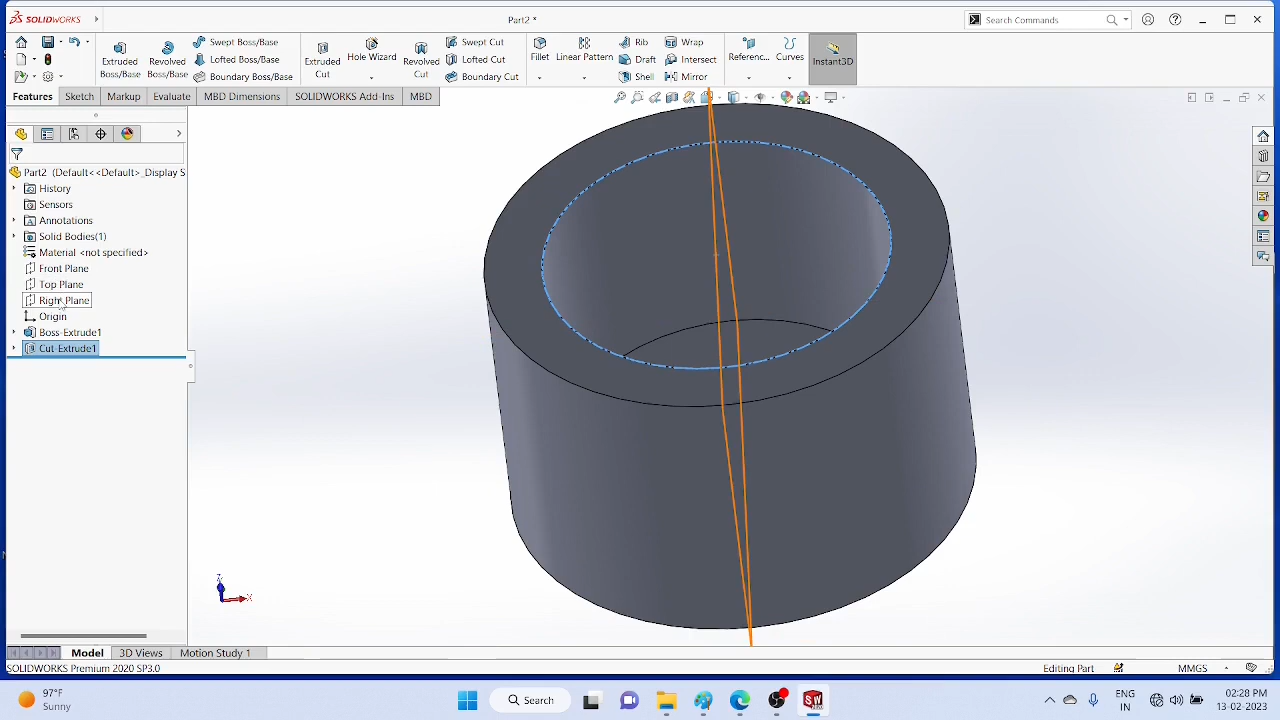 SOLIDWORKS
Part2 *
Search Commands
Extruded Boss/Base
Revolved Boss/Base
Swept Boss/Base
Lofted Boss/Base
Boundary Boss/Base
Extruded Cut
Hole Wizard
Revolved Cut
Swept Cut
Lofted Cut
Boundary Cut
Fillet
Linear Pattern
Rib
Draft
Shell
Wrap
Intersect
Mirror
Referenc...
Curves
Instant3D
Features
Sketch
Markup
Evaluate
MBD Dimensions
SOLIDWORKS Add-Ins
MBD
Part2 (Default<<Default>_Display S
History
Sensors
Annotations
Solid Bodies(1)
Material <not specified>
Front Plane
Top Plane
Right Plane
Origin
Boss-Extrude1
Cut-Extrude1
Z
X
Model
3D Views
Motion Study 1
SOLIDWORKS Premium 2020 SP3.0
Editing Part
MMGS
97°F
Sunny
Search
ENG
IN
02:38 PM
13-02-2023